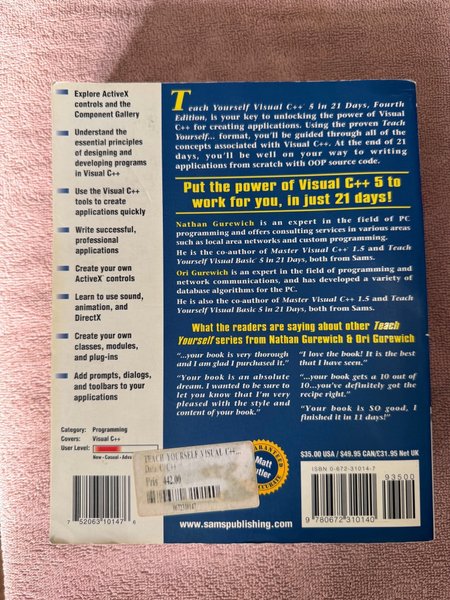 Explore ActiveX
controls and the
Component Gallery
Understand the
essential principles
of designing and
developing programs
in Visual C++
Use the Visual C++
tools to create
applications quickly
Write successful,
professional
applications
Create your own
ActiveX controls
Learn to use sound,
animation, and
DirectX
Create your own
classes, modules,
and plug-ins
Add prompts, dialogs,
and toolbars to your
applications
Category: Programming
Covers: Visual C++
User Level:
New - Casual - Adva
7 52063 10147 6
Teach Yourself Visual C++ 5 in 21 Days, Fourth
Edition, is your key to unlocking the power of Visual
C++ for creating applications. Using the proven Teach
Yourself... format, you'll be guided through all of the
concepts associated with Visual C++. At the end of 21
days, you'll be well on your way to writing
applications from scratch with OOP source code.
Put the power of Visual C++ 5 to
work for you, in just 21 days!
Nathan Gurewich is an expert in the field of PC
programming and offers consulting services in various areas
such as local area networks and custom programming.
He is the co-author of Master Visual C++ 1.5 and Teach
Yourself Visual Basic 5 in 21 Days, both from Sams.
Ori Gurewich is an expert in the field of programming and
network communications, and has developed a variety of
database algorithms for the PC.
He is also the co-author of Master Visual C++ 1.5 and Teach
Yourself Visual Basic 5 in 21 Days, both from Sams.
What the readers are saying about other Teach
Yourself series from Nathan Gurewich & Ori Gurewich
"...your book is very thorough
and I am glad I purchased it."
"Your book is an absolute
dream. I wanted to be sure to
let you know that I'm very
pleased with the style and
content of your book."
"I love the book! It is the best
that I have seen."
"...your book gets a 10 out of
10...you've definitely got the
recipe right."
"Your book is SO good, I
finished it in 11 days!"
TEACH YOURSELF VISUAL C++...
Data C/C++
Pris 442.00
0672310147
Matt
www.samspublishing.com
$35.00 USA / $49.95 CAN/£31.95 Net UK
ISBN 0-672-31014-7
93500
9 780672 310140